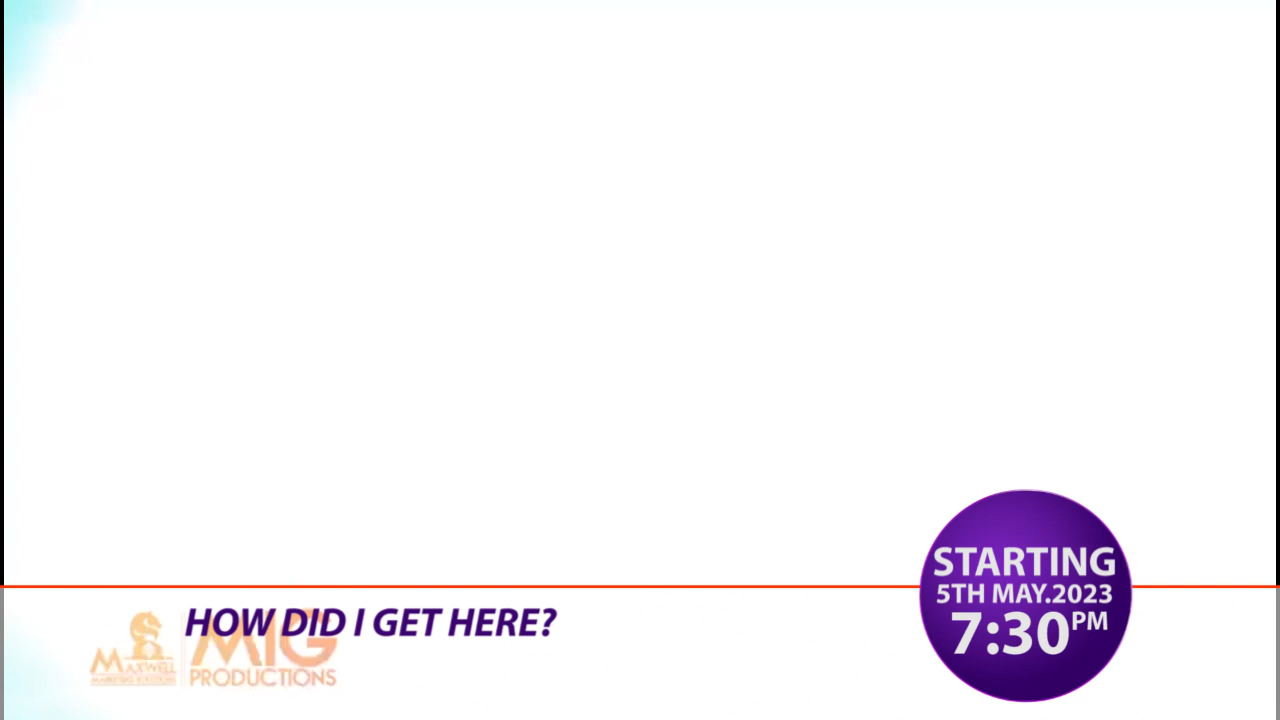 STARTING
5TH MAY.2023
7:30PM
HOW DID I GET HERE?
MIG
MAXWELL
PRODUCTIONS